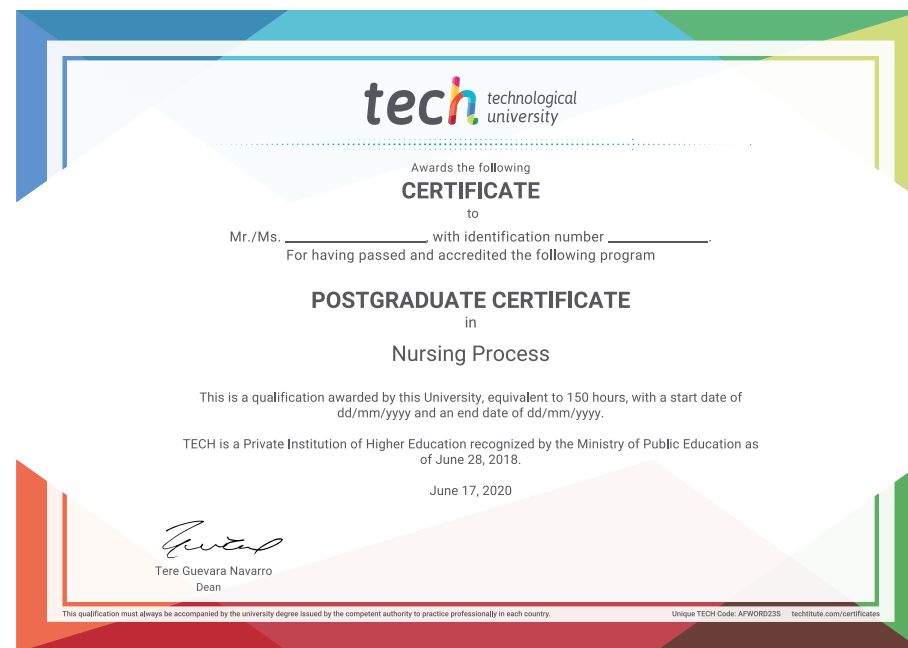 tech technological
university
Awards the following
CERTIFICATE
to
Mr./Ms. ____________________, with identification number ______________.
For having passed and accredited the following program
POSTGRADUATE CERTIFICATE
in
Nursing Process
This is a qualification awarded by this University, equivalent to 150 hours, with a start date of
dd/mm/yyyy and an end date of dd/mm/yyyy.
TECH is a Private Institution of Higher Education recognized by the Ministry of Public Education as
of June 28, 2018.
June 17, 2020
Tere Guevara Navarro
Dean
This qualification must always be accompanied by the university degree issued by the competent authority to practice professionally in each country. Unique TECH Code: AFWORD23S techtitute.com/certificates